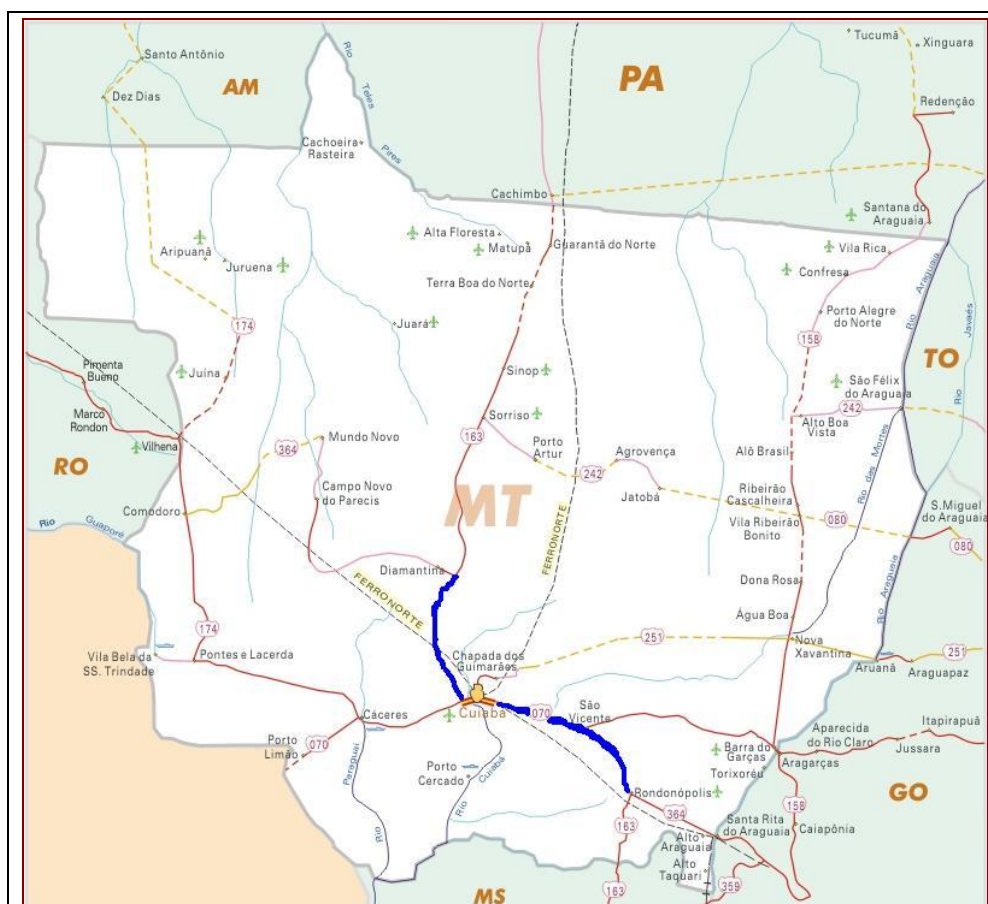 Tucumã
Xinguara
Santo Antônio
AM
PA
Dez Dias
Redenção
Rio
Teles
Pires
Cachoeira
Rasteira
Cachimbo
Santana do
Araguaia
Alta Floresta
Matupá
Guarantã do Norte
Vila Rica
Aripuanã
Juruena
Confresa
Rio Araguaia
Terra Boa do Norte
Porto Alegre
do Norte
Rio Javaés
174
Juará
158
TO
Pimenta
Bueno
Juína
Sinop
São Félix
do Araguaia
Marco
Rondon
Sorriso
242
Alto Boa
Vista
Vilhena
364
Mundo Novo
163
Porto
Artur
Agrovença
Alô Brasil
Rio das Mortes
RO
242
Campo Novo
do Parecis
MT
Jatobá
Ribeirão
Cascalheira
Comodoro
080
S.Miguel
do Araguaia
Rio Guaporé
Vila Ribeirão
Bonito
080
FERRONORTE
Diamantina
FERRONORTE
Dona Rosa
Rio Araguaia
Água Boa
174
251
Nova
Xavantina
251
Vila Bela da
SS. Trindade
Pontes e Lacerda
Chapada dos
Guimarães
Aruanã
Araguapaz
Cuiabá
070
São
Vicente
Cáceres
Itapirapuã
Aparecida
do Rio Claro
Porto
Limão
070
Barra do
Garças
Jussara
AraGarças
Torixoréu
Paraguai
Rio
Porto
Cercado
Cuiabá
Rio
Rondonópolis
GO
364
158
163
Santa Rita
do Araguaia
Caiapônia
Alto
Araguaia
Alto
Taquari
359
163
MS